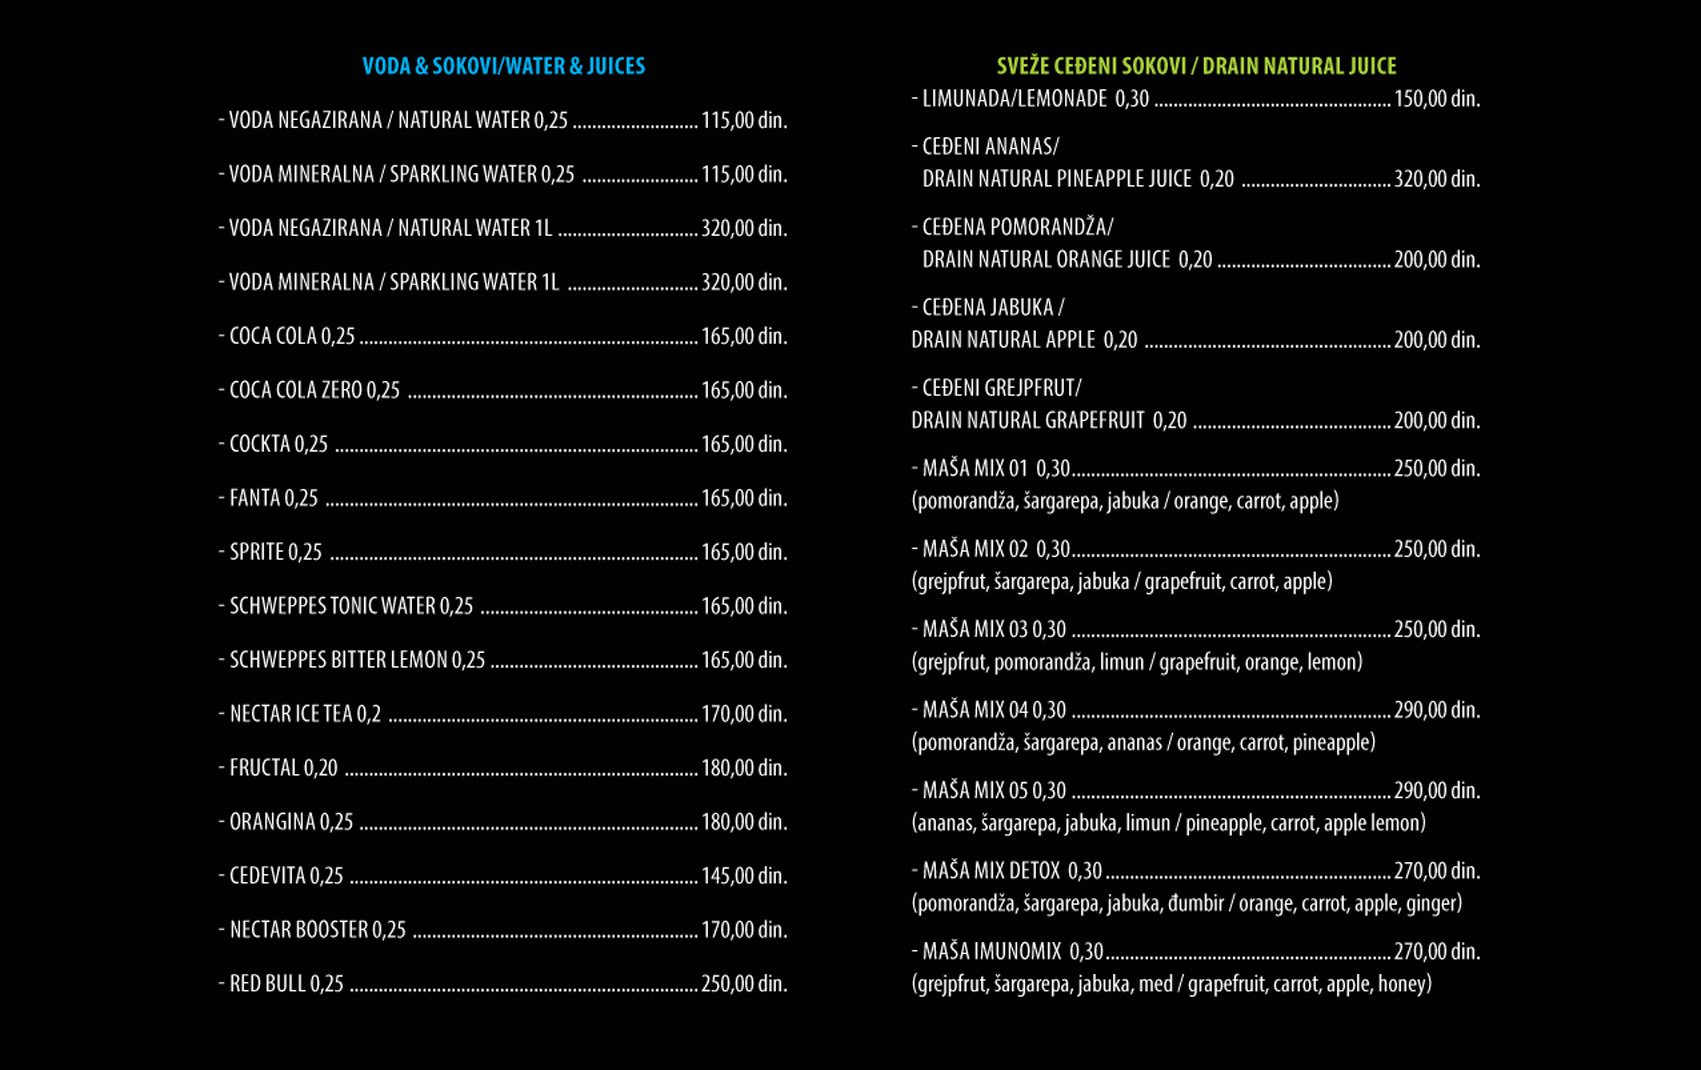 VODA & SOKOVI/WATER & JUICES
- VODA NEGAZIRANA / NATURAL WATER 0,25 .......................... 115,00 din.
- VODA MINERALNA / SPARKLING WATER 0,25 ........................ 115,00 din.
- VODA NEGAZIRANA / NATURAL WATER 1L ............................. 320,00 din.
- VODA MINERALNA / SPARKLING WATER 1L ........................... 320,00 din.
- COCA COLA 0,25 ...................................................................... 165,00 din.
- COCA COLA ZERO 0,25 ............................................................ 165,00 din.
- COCKTA 0,25 ........................................................................... 165,00 din.
- FANTA 0,25 ............................................................................. 165,00 din.
- SPRITE 0,25 ............................................................................ 165,00 din.
- SCHWEPPES TONIC WATER 0,25 ............................................. 165,00 din.
- SCHWEPPES BITTER LEMON 0,25 ........................................... 165,00 din.
- NECTAR ICE TEA 0,2 ................................................................ 170,00 din.
- FRUCTAL 0,20 ......................................................................... 180,00 din.
- ORANGINA 0,25 ...................................................................... 180,00 din.
- CEDEVITA 0,25 ........................................................................ 145,00 din.
- NECTAR BOOSTER 0,25 ........................................................... 170,00 din.
- RED BULL 0,25 ........................................................................ 250,00 din.
SVEŽE CEĐENI SOKOVI / DRAIN NATURAL JUICE
- LIMUNADA/LEMONADE 0,30 ................................................. 150,00 din.
- CEĐENI ANANAS/
DRAIN NATURAL PINEAPPLE JUICE 0,20 ............................... 320,00 din.
- CEĐENA POMORANDŽA/
DRAIN NATURAL ORANGE JUICE 0,20 .................................... 200,00 din.
- CEĐENA JABUKA /
DRAIN NATURAL APPLE 0,20 ................................................... 200,00 din.
- CEĐENI GREJPFRUT/
DRAIN NATURAL GRAPEFRUIT 0,20 ......................................... 200,00 din.
- MAŠA MIX 01 0,30.................................................................. 250,00 din.
(pomorandža, šargarepa, jabuka / orange, carrot, apple)
- MAŠA MIX 02 0,30.................................................................. 250,00 din.
(grejpfrut, šargarepa, jabuka / grapefruit, carrot, apple)
- MAŠA MIX 03 0,30 .................................................................. 250,00 din.
(grejpfrut, pomorandža, limun / grapefruit, orange, lemon)
- MAŠA MIX 04 0,30 .................................................................. 290,00 din.
(pomorandža, šargarepa, ananas / orange, carrot, pineapple)
- MAŠA MIX 05 0,30 .................................................................. 290,00 din.
(ananas, šargarepa, jabuka, limun / pineapple, carrot, apple lemon)
- MAŠA MIX DETOX 0,30 ........................................................... 270,00 din.
(pomorandža, šargarepa, jabuka, đumbir / orange, carrot, apple, ginger)
- MAŠA IMUNOMIX 0,30........................................................... 270,00 din.
(grejpfrut, šargarepa, jabuka, med / grapefruit, carrot, apple, honey)